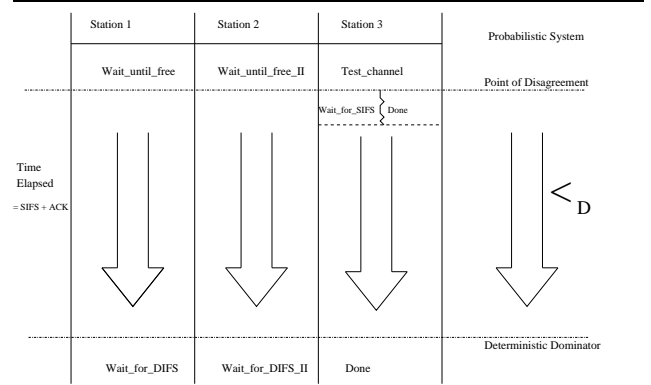 Station 1
Station 2
Station 3
Probabilistic System
Wait_until_free
Wait_until_free_II
Test_channel
Point of Disagreement
Wait_for_SIFS
Done
Time
Elapsed
= SIFS + ACK
<
D
Deterministic Dominator
Wait_for_DIFS
Wait_for_DIFS_II
Done